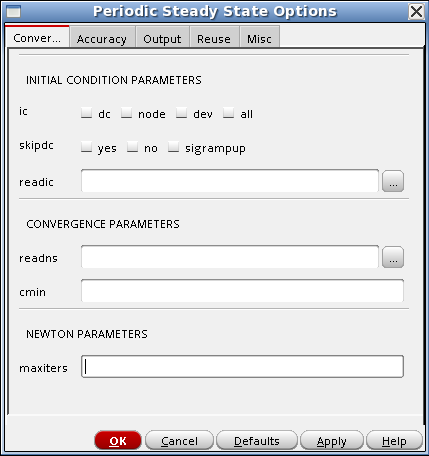 Periodic Steady State Options
Conver... Accuracy Output Reuse Misc
INITIAL CONDITION PARAMETERS
ic dc node dev all
skipdc yes no sigrampup
readic ...
CONVERGENCE PARAMETERS
readns ...
cmin
NEWTON PARAMETERS
maxiters
OK Cancel Defaults Apply Help